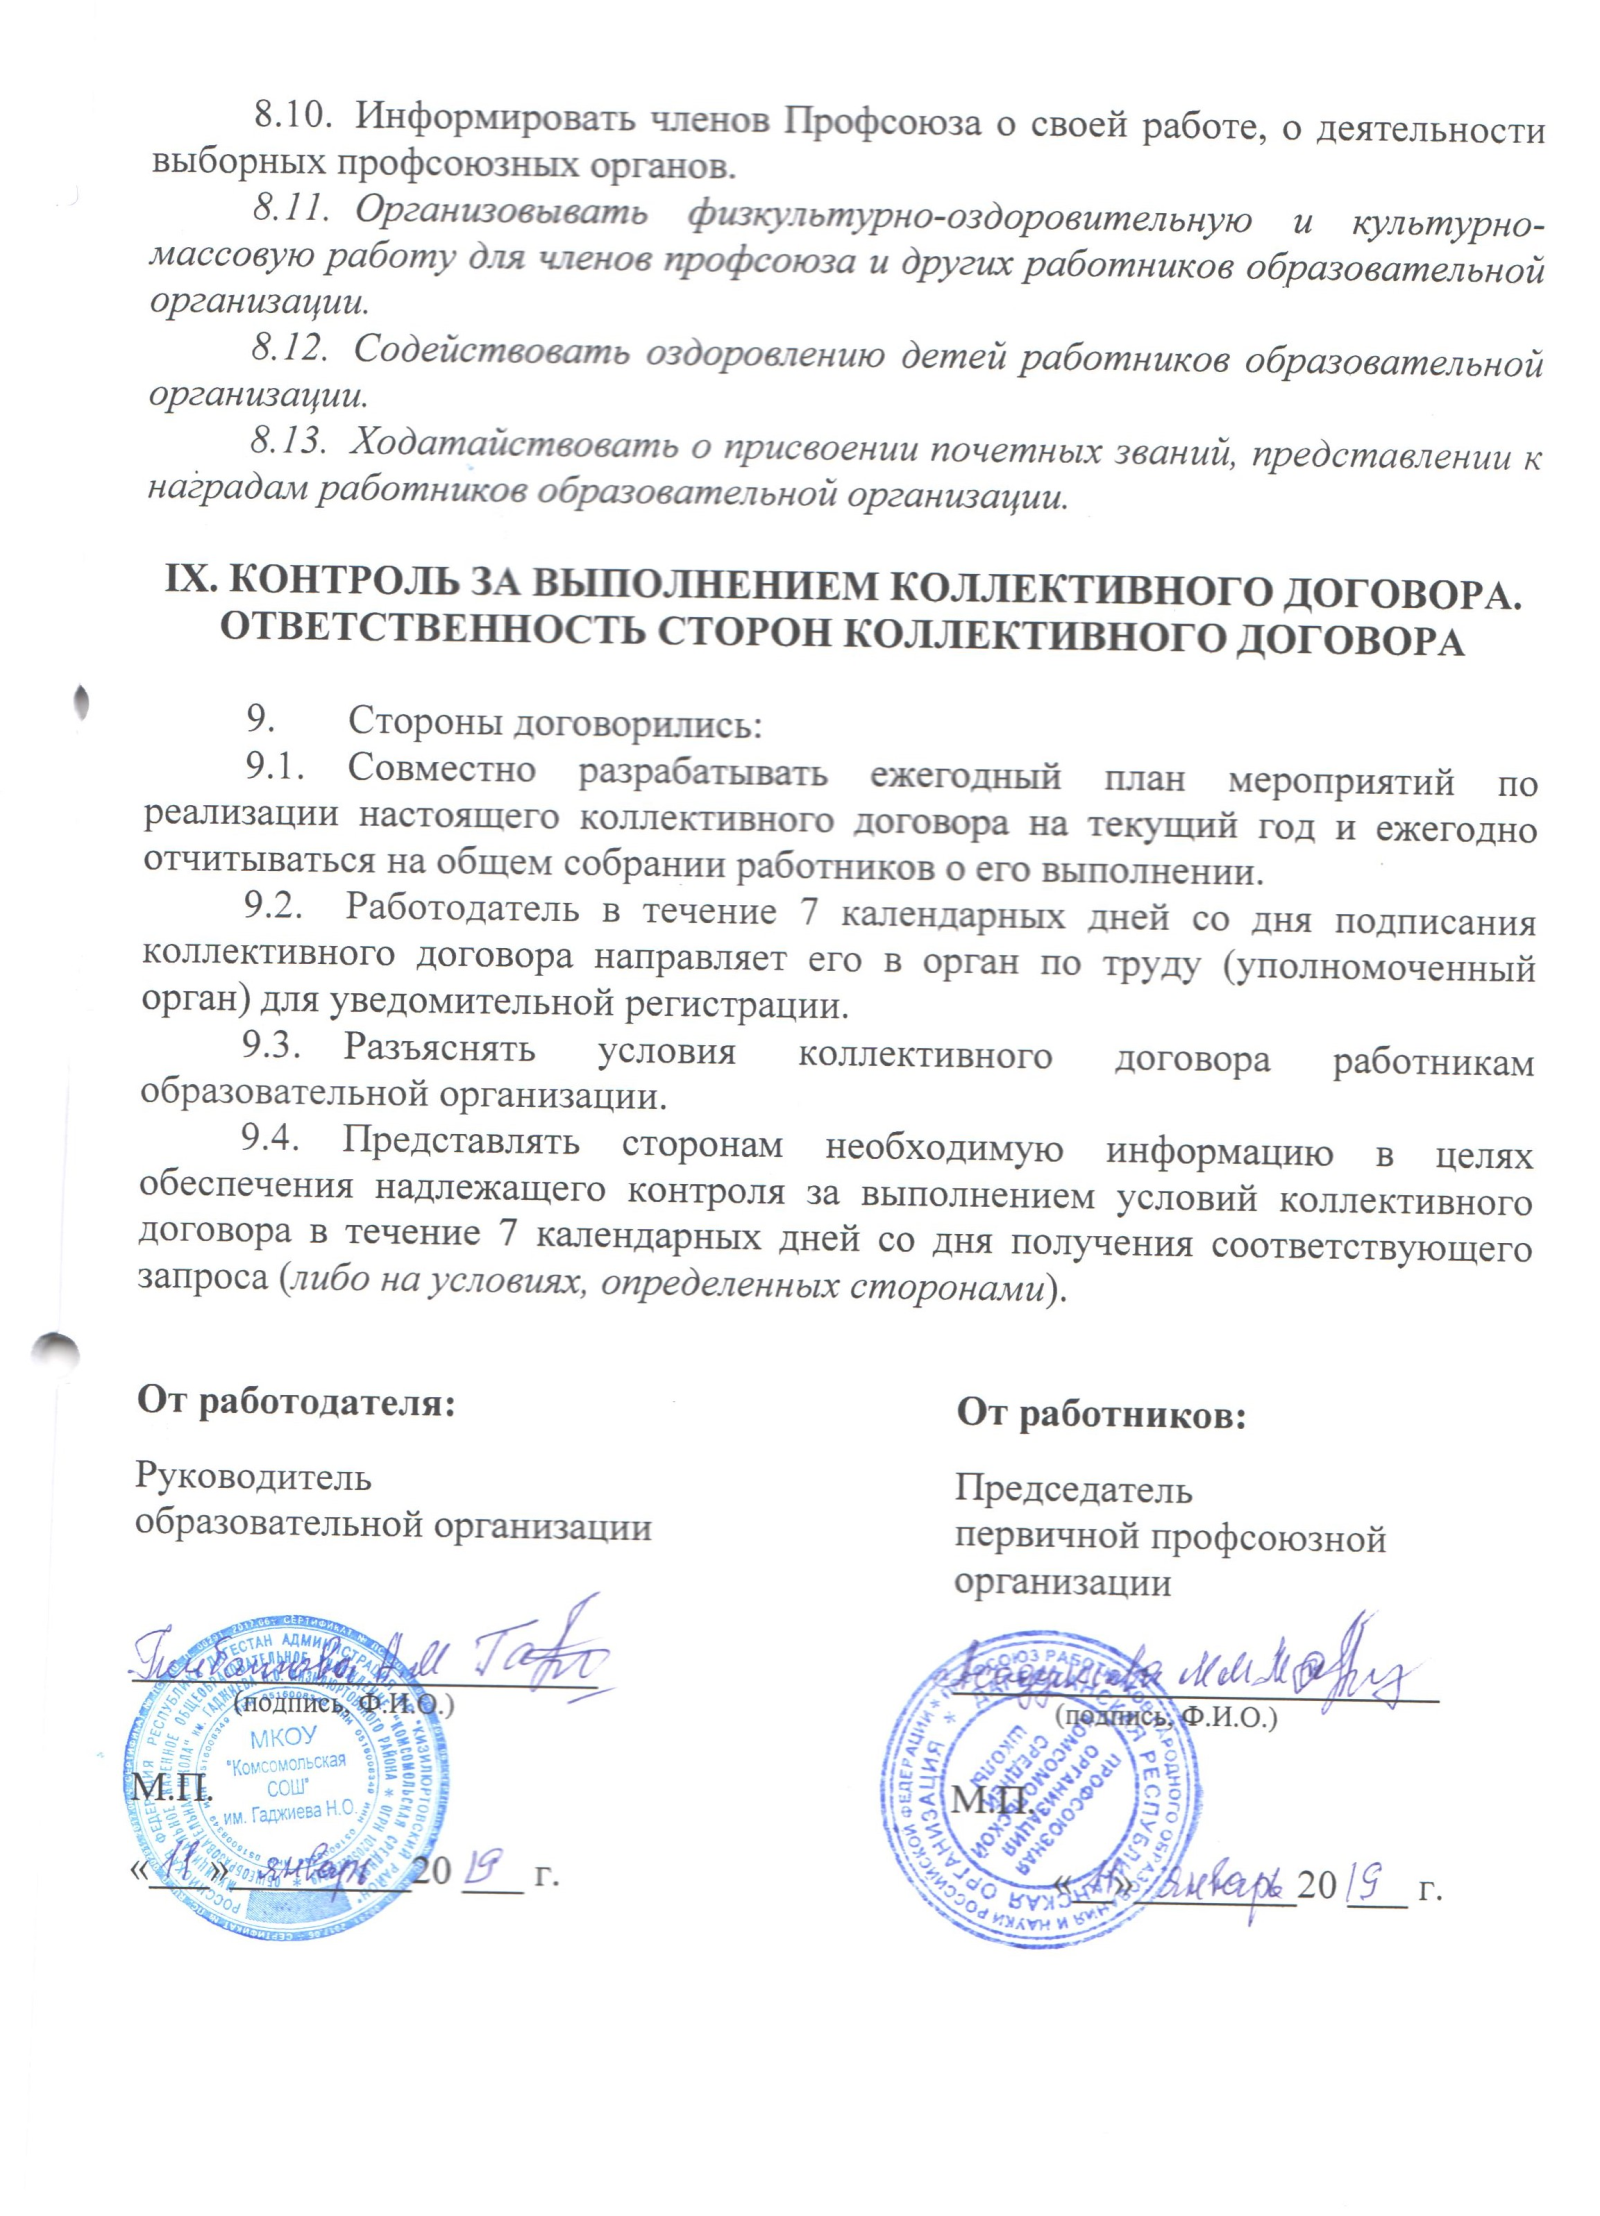 8.10. Информировать членов Профсоюза о своей работе, о деятельности
выборных профсоюзных органов.
8.11. Организовывать физкультурно-оздоровительную и культурно-
массовую работу для членов профсоюза и других работников образовательной
организации.
8.12. Содействовать оздоровлению детей работников образовательной
организации.
8.13. Ходатайствовать о присвоении почетных званий, представлении к
наградам работников образовательной организации.
IX. КОНТРОЛЬ ЗА ВЫПОЛНЕНИЕМ КОЛЛЕКТИВНОГО ДОГОВОРА.
ОТВЕТСТВЕННОСТЬ СТОРОН КОЛЛЕКТИВНОГО ДОГОВОРА
9. Стороны договорились:
9.1. Совместно разрабатывать ежегодный план мероприятий по
реализации настоящего коллективного договора на текущий год и ежегодно
отчитываться на общем собрании работников о его выполнении.
9.2. Работодатель в течение 7 календарных дней со дня подписания
коллективного договора направляет его в орган по труду (уполномоченный
орган) для уведомительной регистрации.
9.3. Разъяснять условия коллективного договора работникам
образовательной организации.
9.4. Представлять сторонам необходимую информацию в целях
обеспечения надлежащего контроля за выполнением условий коллективного
договора в течение 7 календарных дней со дня получения соответствующего
запроса (либо на условиях, определенных сторонами).
От работодателя:
Руководитель
образовательной организации
(подпись, Ф.И.О.)
МКОУ
"Комсомольская
СОШ"
им. Гаджиева Н.О.
М.П.
«11» январь 2019 г.
От работников:
Председатель
первичной профсоюзной
организации
(подпись, Ф.И.О.)
ПРОФСОЮЗНАЯ
ОРГАНИЗАЦИЯ
КОМСОМОЛЬСКОЙ
СРЕДНЕЙ
ШКОЛЫ
М.П.
«11» январь 2019 г.